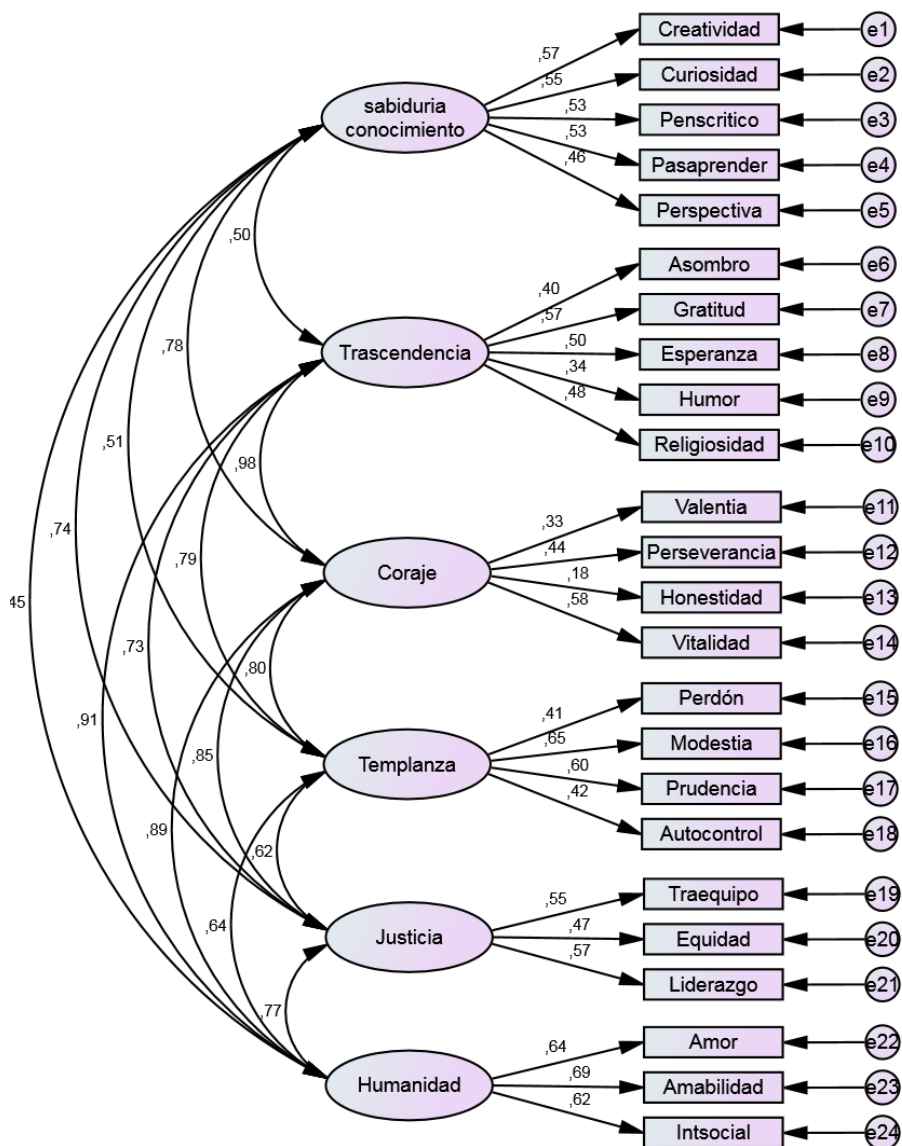 Creatividad
e1
,57
Curiosidad
e2
,55
sabiduria
conocimiento
,53
Penscritico
e3
,53
Pasaprender
e4
,46
Perspectiva
e5
,50
Asombro
e6
,40
Gratitud
e7
,57
,78
Trascendencia
,50
Esperanza
e8
,34
Humor
e9
,48
,51
Religiosidad
e10
,98
Valentia
e11
,33
,74
Perseverancia
e12
,44
,79
Coraje
,18
Honestidad
e13
45
,58
Vitalidad
e14
,73
,80
Perdón
e15
,41
,91
Modestia
e16
,65
,85
Templanza
,60
Prudencia
e17
,42
Autocontrol
e18
,89
,62
Traequipo
e19
,55
,64
Justicia
,47
Equidad
e20
,57
Liderazgo
e21
,77
Amor
e22
,64
Humanidad
,69
Amabilidad
e23
,62
Intsocial
e24